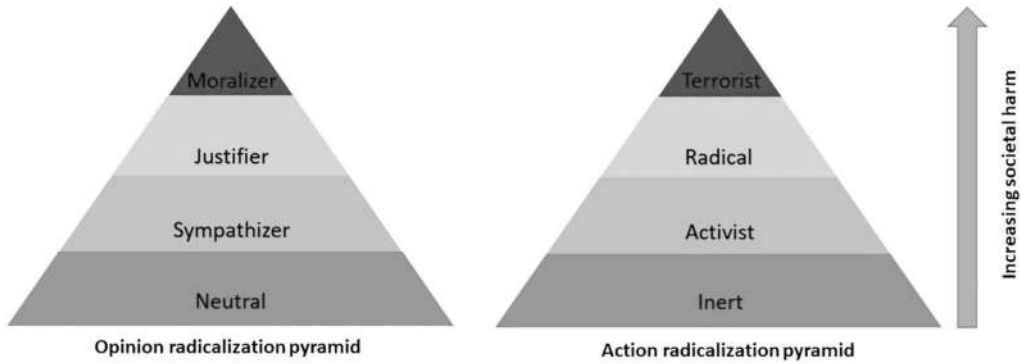 Moralizer
Justifier
Sympathizer
Neutral
Opinion radicalization pyramid
Terrorist
Radical
Activist
Inert
Action radicalization pyramid
Increasing societal harm